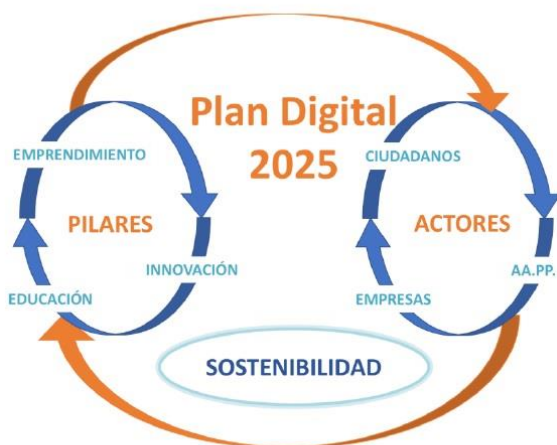 Plan Digital
2025
EMPRENDIMIENTO
PILARES
INNOVACIÓN
EDUCACIÓN
CIUDADANOS
ACTORES
EMPRESAS
AA.PP.
SOSTENIBILIDAD